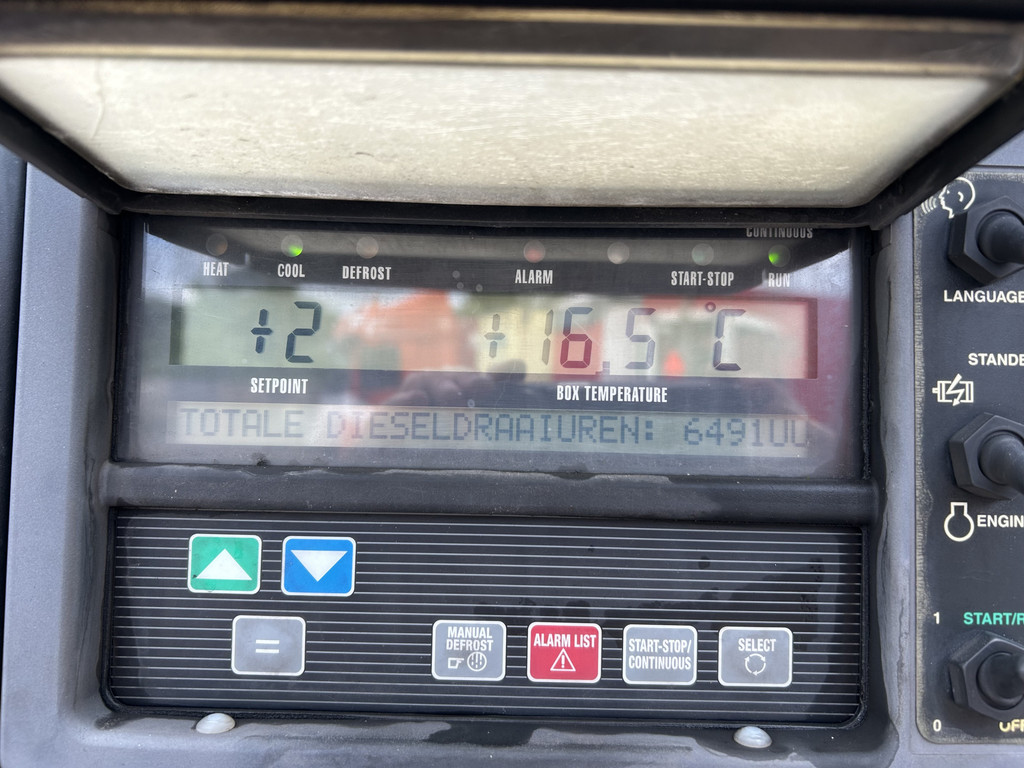 CONTINUOUS
HEAT COOL DEFROST ALARM START-STOP RUN
+2 +16.5 °C
SETPOINT BOX TEMPERATURE
TOTALE DIESELDRAAIUREN: 6491UU
LANGUAGE
STANDB
ENGIN
=
MANUAL DEFROST
ALARM LIST
START-STOP/ CONTINUOUS
SELECT
1 START/R
0 OFF